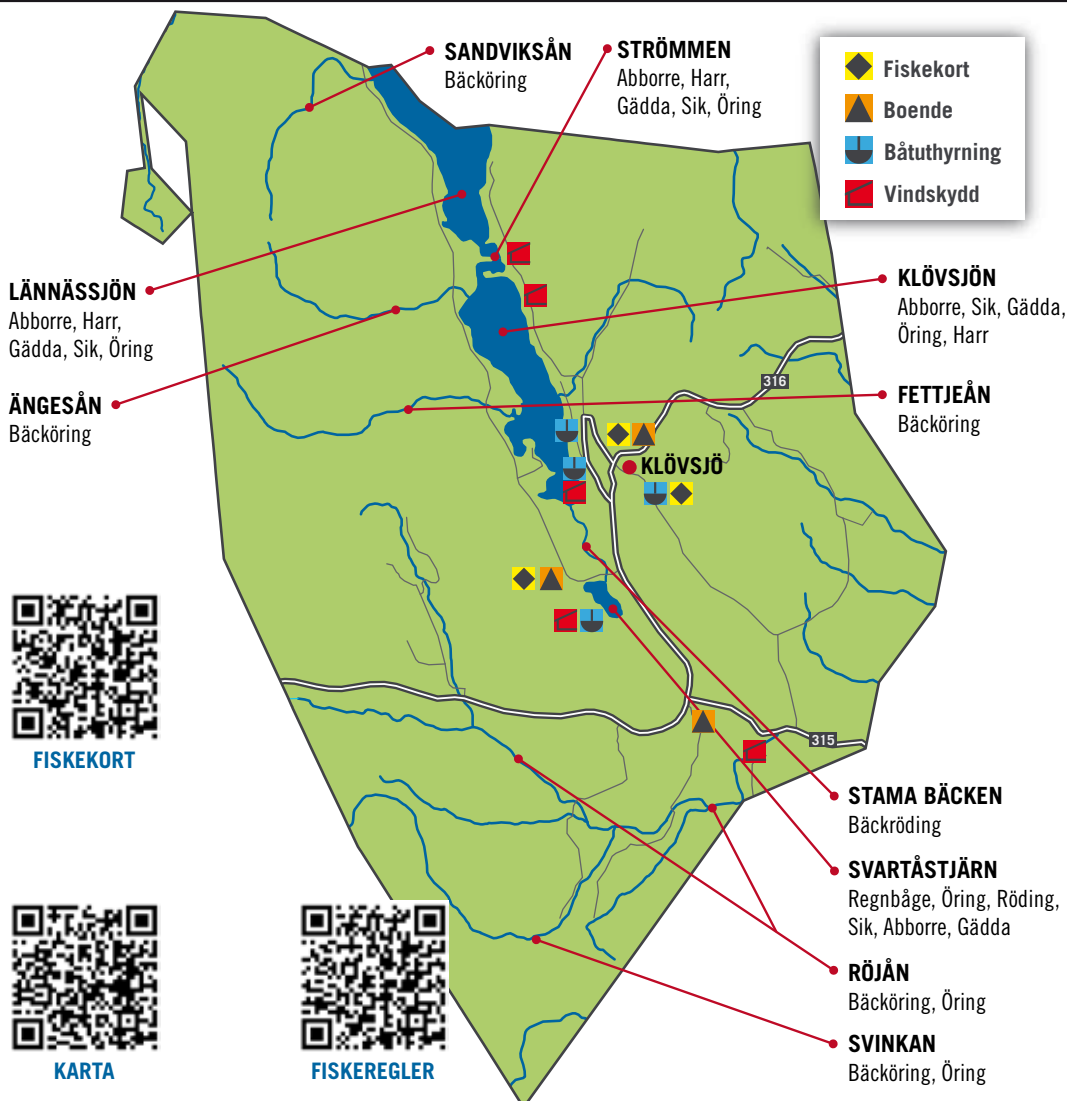 SANDVIKSÅN
Bäcköring
STRÖMMEN
Abborre, Harr,
Gädda, Sik, Öring
Fiskekort
Boende
Båtuthyrning
Vindskydd
LÄNNÄSSJÖN
Abborre, Harr,
Gädda, Sik, Öring
KLÖVSJÖN
Abborre, Sik, Gädda,
Öring, Harr
ÄNGESÅN
Bäcköring
316
FETTJEÅN
Bäcköring
KLÖVSJÖ
FISKEKORT
315
STAMA BÄCKEN
Bäckröding
SVARTÅSTJÄRN
Regnbåge, Öring, Röding,
Sik, Abborre, Gädda
RÖJÅN
Bäcköring, Öring
SVINKAN
Bäcköring, Öring
KARTA
FISKEREGLER